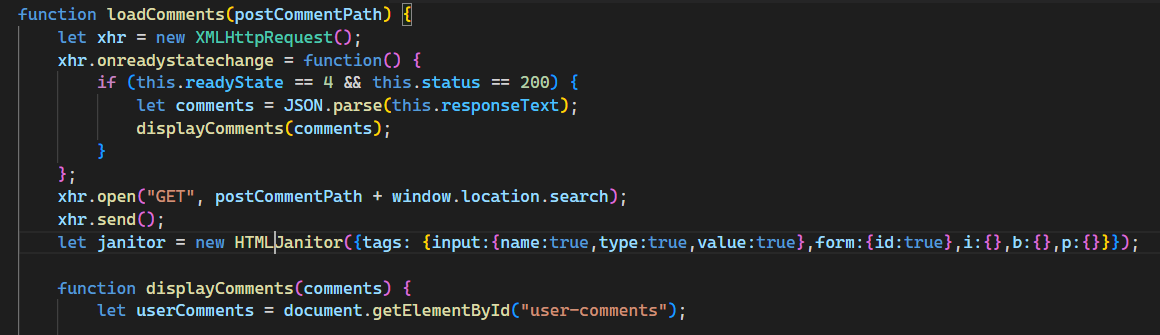 function loadComments(postCommentPath) {
let xhr = new XMLHttpRequest();
xhr.onreadystatechange = function() {
if (this.readyState == 4 && this.status == 200) {
let comments = JSON.parse(this.responseText);
displayComments(comments);
}
};
xhr.open("GET", postCommentPath + window.location.search);
xhr.send();
let janitor = new HTMLJanitor({tags: {input:{name:true,type:true,value:true},form:{id:true},i:{},b:{},p:{}}});
function displayComments(comments) {
let userComments = document.getElementById("user-comments");